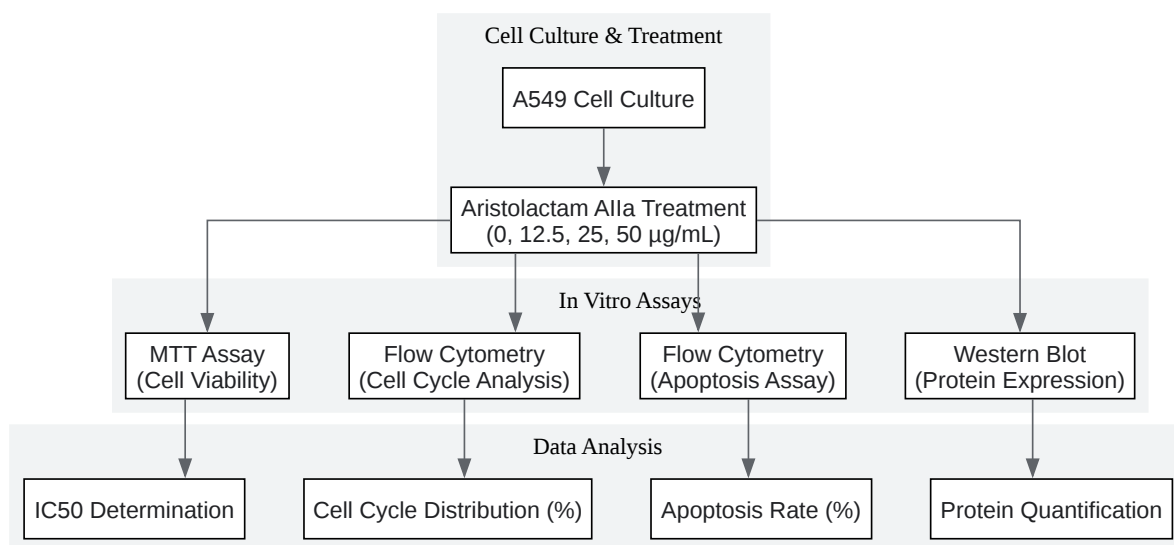 Cell Culture & Treatment
A549 Cell Culture
Aristolactam AIIa Treatment
(0, 12.5, 25, 50 µg/mL)
In Vitro Assays
MTT Assay
(Cell Viability)
Flow Cytometry
(Cell Cycle Analysis)
Flow Cytometry
(Apoptosis Assay)
Western Blot
(Protein Expression)
Data Analysis
IC50 Determination
Cell Cycle Distribution (%)
Apoptosis Rate (%)
Protein Quantification